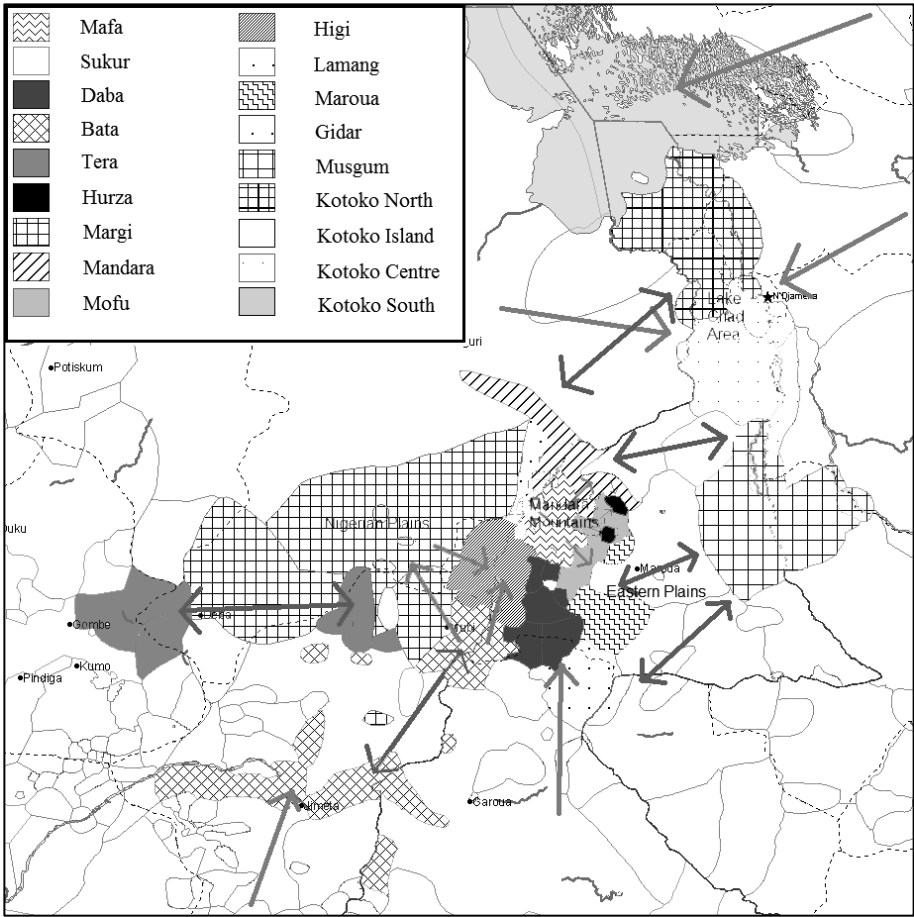 Mafa
Sukur
Daba
Bata
Tera
Hurza
Margi
Mandara
Mofu
Higi
Lamang
Maroua
Gidar
Musgum
Kotoko North
Kotoko Island
Kotoko Centre
Kotoko South
N'Djamena
Lake
Chad
Area
uri
Potiskum
Mandara
Mountains
Nigerian Plains
Duku
Maroua
Eastern Plains
Gombe
Kumo
Pindiga
Jimeta
Garoua